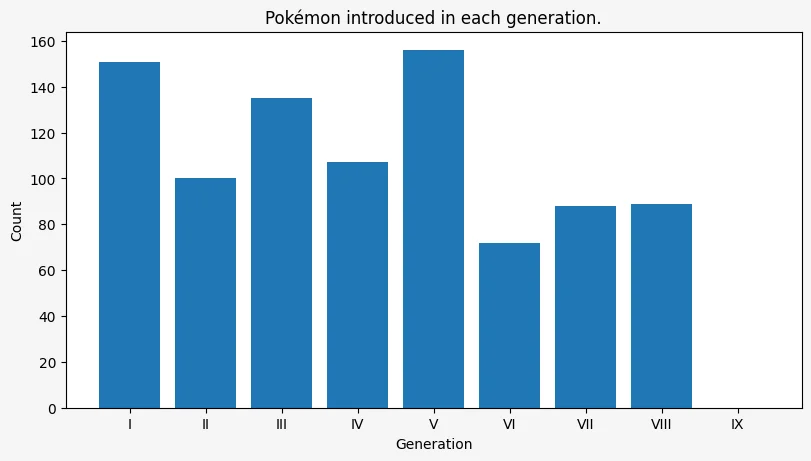 Pokémon introduced in each generation.
160
140
120
100
80
60
40
20
0
Count
I II III IV V VI VII VIII IX
Generation